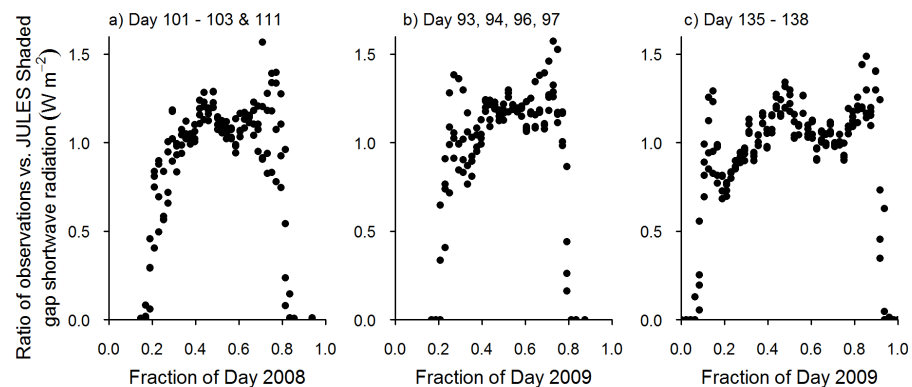 a) Day 101 - 103 & 111
b) Day 93, 94, 96, 97
c) Day 135 - 138
Ratio of observations vs. JULES Shaded
gap shortwave radiation (W m⁻²)
1.5
1.0
0.5
0.0
1.5
1.0
0.5
0.0
1.5
1.0
0.5
0.0
0.0 0.2 0.4 0.6 0.8 1.0
0.0 0.2 0.4 0.6 0.8 1.0
0.0 0.2 0.4 0.6 0.8 1.0
Fraction of Day 2008
Fraction of Day 2009
Fraction of Day 2009